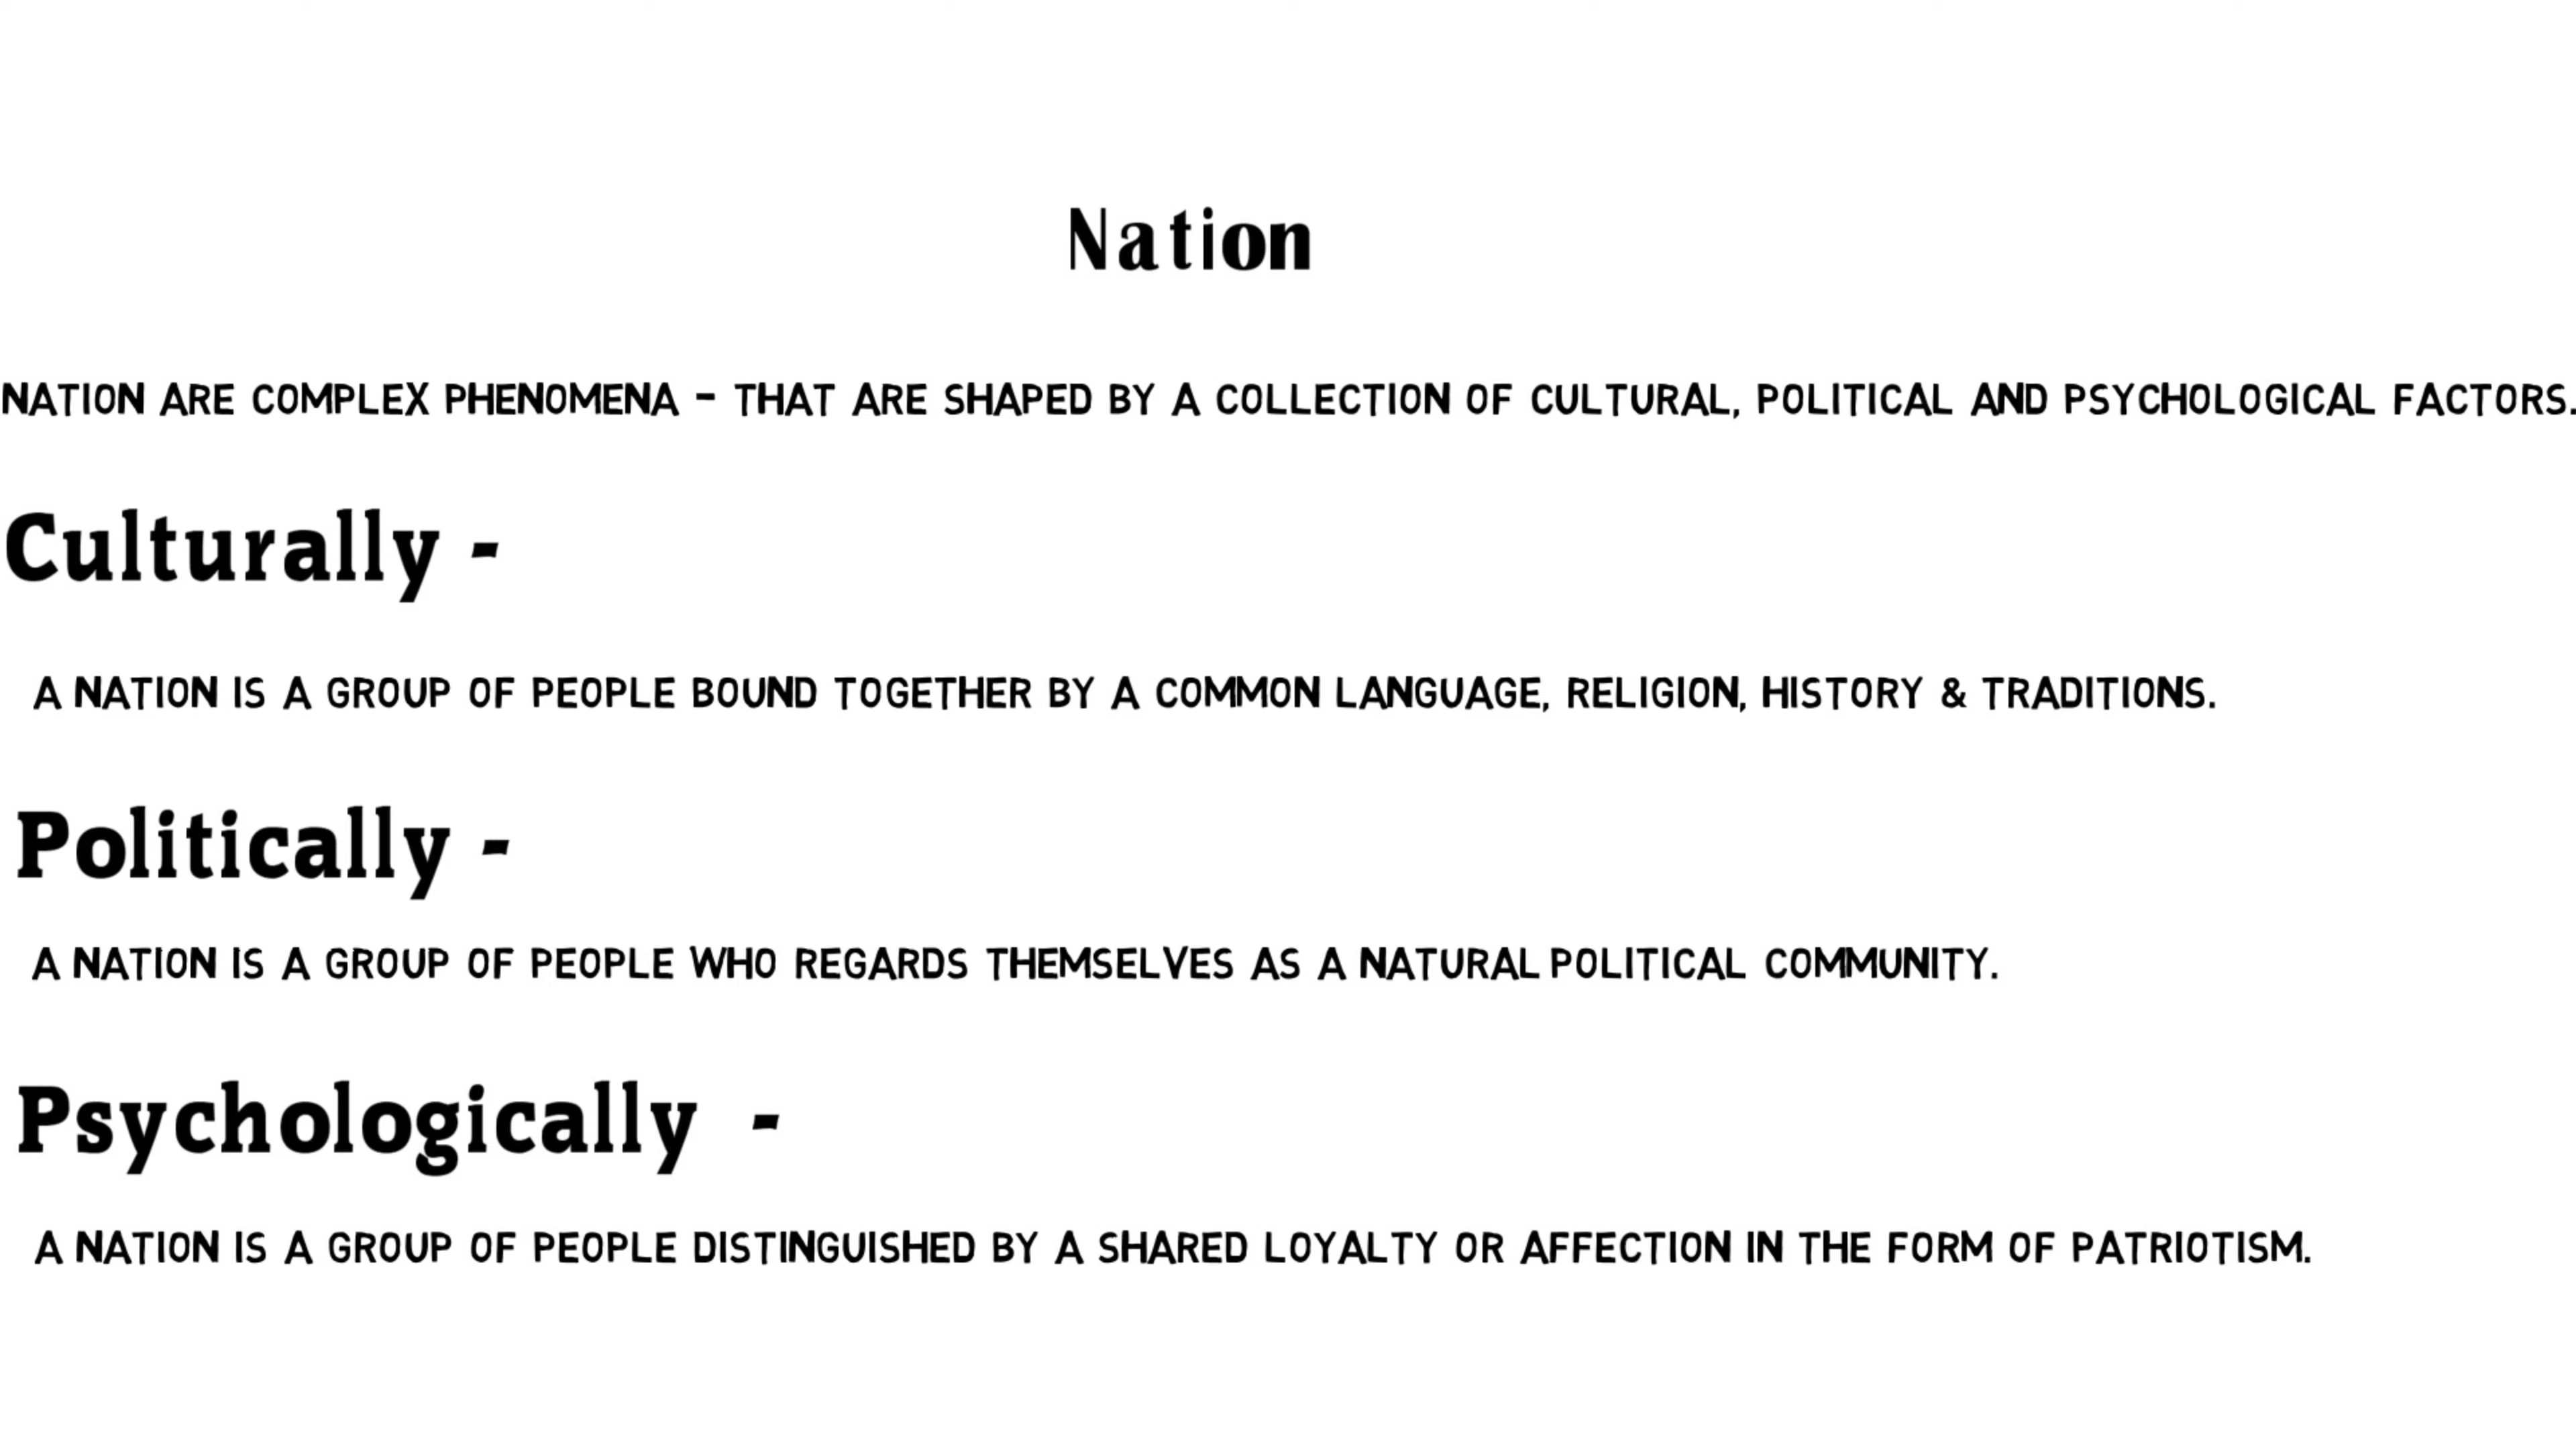 Nation
NATION ARE COMPLEX PHENOMENA - THAT ARE SHAPED BY A COLLECTION OF CULTURAL, POLITICAL AND PSYCHOLOGICAL FACTORS.
Culturally -
A NATION IS A GROUP OF PEOPLE BOUND TOGETHER BY A COMMON LANGUAGE, RELIGION, HISTORY & TRADITIONS.
Politically -
A NATION IS A GROUP OF PEOPLE WHO REGARDS THEMSELVES AS A NATURAL POLITICAL COMMUNITY.
Psychologically -
A NATION IS A GROUP OF PEOPLE DISTINGUISHED BY A SHARED LOYALTY OR AFFECTION IN THE FORM OF PATRIOTISM.